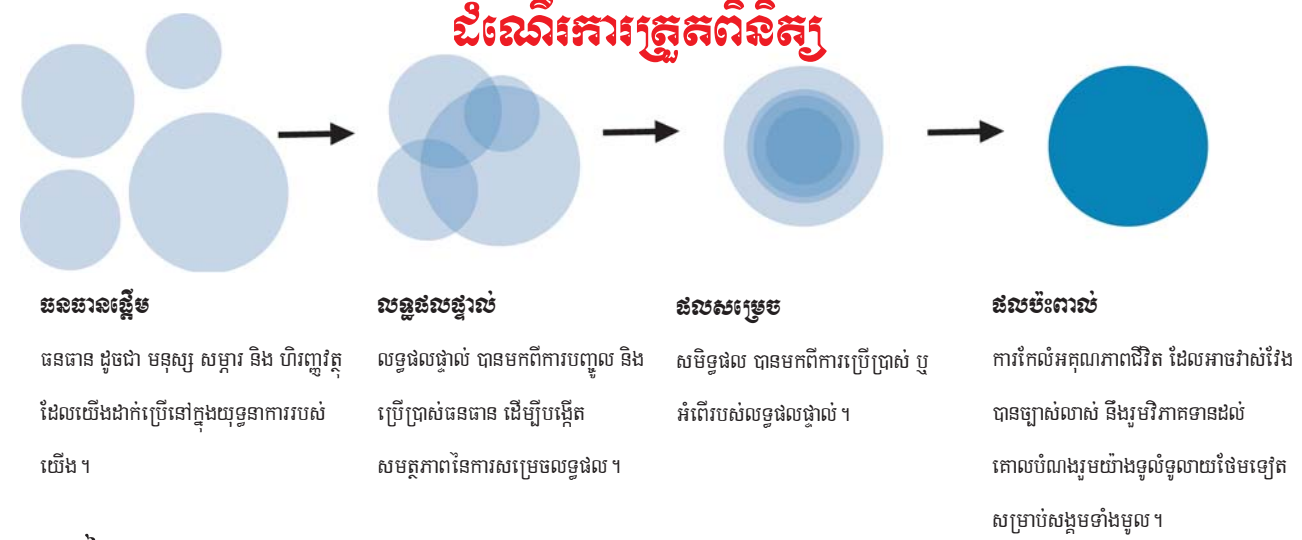 ដំណើរការត្រួតពិនិត្យ
ធនធានផ្តើម
ធនធាន ដូចជា មនុស្ស សម្ភារ និង ហិរញ្ញវត្ថុ
ដែលយើងដាក់ប្រើនៅក្នុងយុទ្ធនាការរបស់
យើង។
លទ្ធផលផ្ទាល់
លទ្ធផលផ្ទាល់ បានមកពីការបញ្ចូល និង
ប្រើប្រាស់ធនធាន ដើម្បីបង្កើត
សមត្ថភាពនៃការសម្រេចលទ្ធផល។
ផលសម្រេច
សមិទ្ធផល បានមកពីការប្រើប្រាស់ ឬ
អំពើរបស់លទ្ធផលផ្ទាល់។
ផលប៉ះពាល់
ការកែលំអគុណភាពជីវិត ដែលអាចវាស់វែង
បានច្បាស់លាស់ នឹងរួមវិភាគទានដល់
គោលបំណងរួមយ៉ាងទូលំទូលាយថែមទៀត
សម្រាប់សង្គមទាំងមូល។